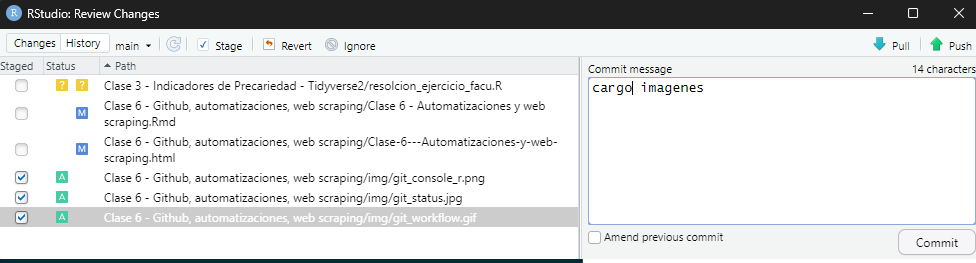 R RStudio: Review Changes
Changes History main Stage Revert Ignore Pull Push
Staged Status Path
? ? Clase 3 - Indicadores de Precariedad - Tidyverse2/resolcion_ejercicio_facu.R
M Clase 6 - Github, automatizaciones, web scraping/Clase 6 - Automatizaciones y web
scraping.Rmd
M Clase 6 - Github, automatizaciones, web scraping/Clase-6---Automatizaciones-y-web-
scraping.html
A Clase 6 - Github, automatizaciones, web scraping/img/git_console_r.png
A Clase 6 - Github, automatizaciones, web scraping/img/git_status.jpg
A Clase 6 - Github, automatizaciones, web scraping/img/git_workflow.gif
Commit message 14 characters
cargo imagenes
Amend previous commit
Commit